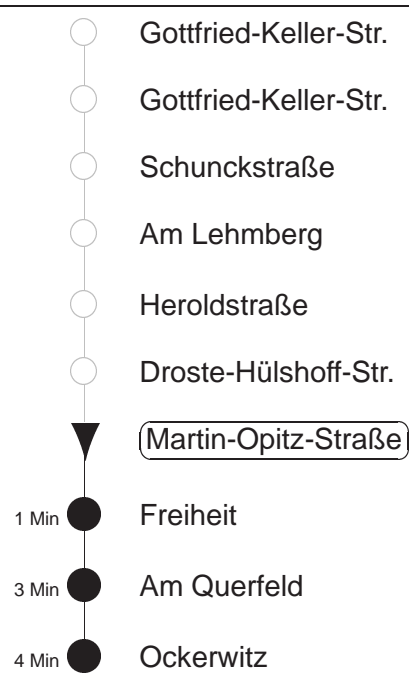 Gottfried-Keller-Str.
Gottfried-Keller-Str.
Schunckstraße
Am Lehmberg
Heroldstraße
Droste-Hülshoff-Str.
Martin-Opitz-Straße
1 Min Freiheit
3 Min Am Querfeld
4 Min Ockerwitz